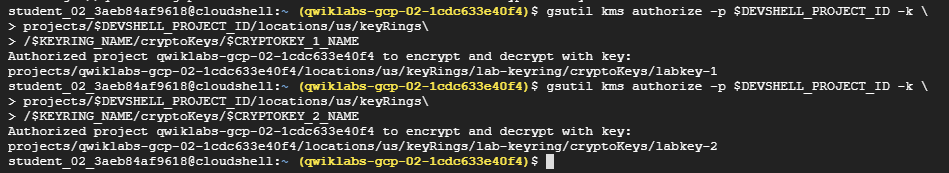 student_02_3aeb84af9618@cloudshell:~ (qwiklabs-gcp-02-1cdc633e40f4)$ gsutil kms authorize -p $DEVSHELL_PROJECT_ID -k \
> projects/$DEVSHELL_PROJECT_ID/locations/us/keyRings\
> /$KEYRING_NAME/cryptoKeys/$CRYPTOKEY_1_NAME
Authorized project qwiklabs-gcp-02-1cdc633e40f4 to encrypt and decrypt with key:
projects/qwiklabs-gcp-02-1cdc633e40f4/locations/us/keyRings/lab-keyring/cryptoKeys/labkey-1
student_02_3aeb84af9618@cloudshell:~ (qwiklabs-gcp-02-1cdc633e40f4)$ gsutil kms authorize -p $DEVSHELL_PROJECT_ID -k \
> projects/$DEVSHELL_PROJECT_ID/locations/us/keyRings\
> /$KEYRING_NAME/cryptoKeys/$CRYPTOKEY_2_NAME
Authorized project qwiklabs-gcp-02-1cdc633e40f4 to encrypt and decrypt with key:
projects/qwiklabs-gcp-02-1cdc633e40f4/locations/us/keyRings/lab-keyring/cryptoKeys/labkey-2
student_02_3aeb84af9618@cloudshell:~ (qwiklabs-gcp-02-1cdc633e40f4)$